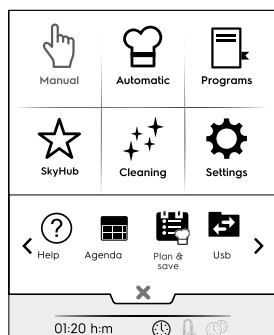 Manual Automatic Programs
SkyHub Cleaning Settings
Help Agenda Plan & save Usb
01:20 h:m